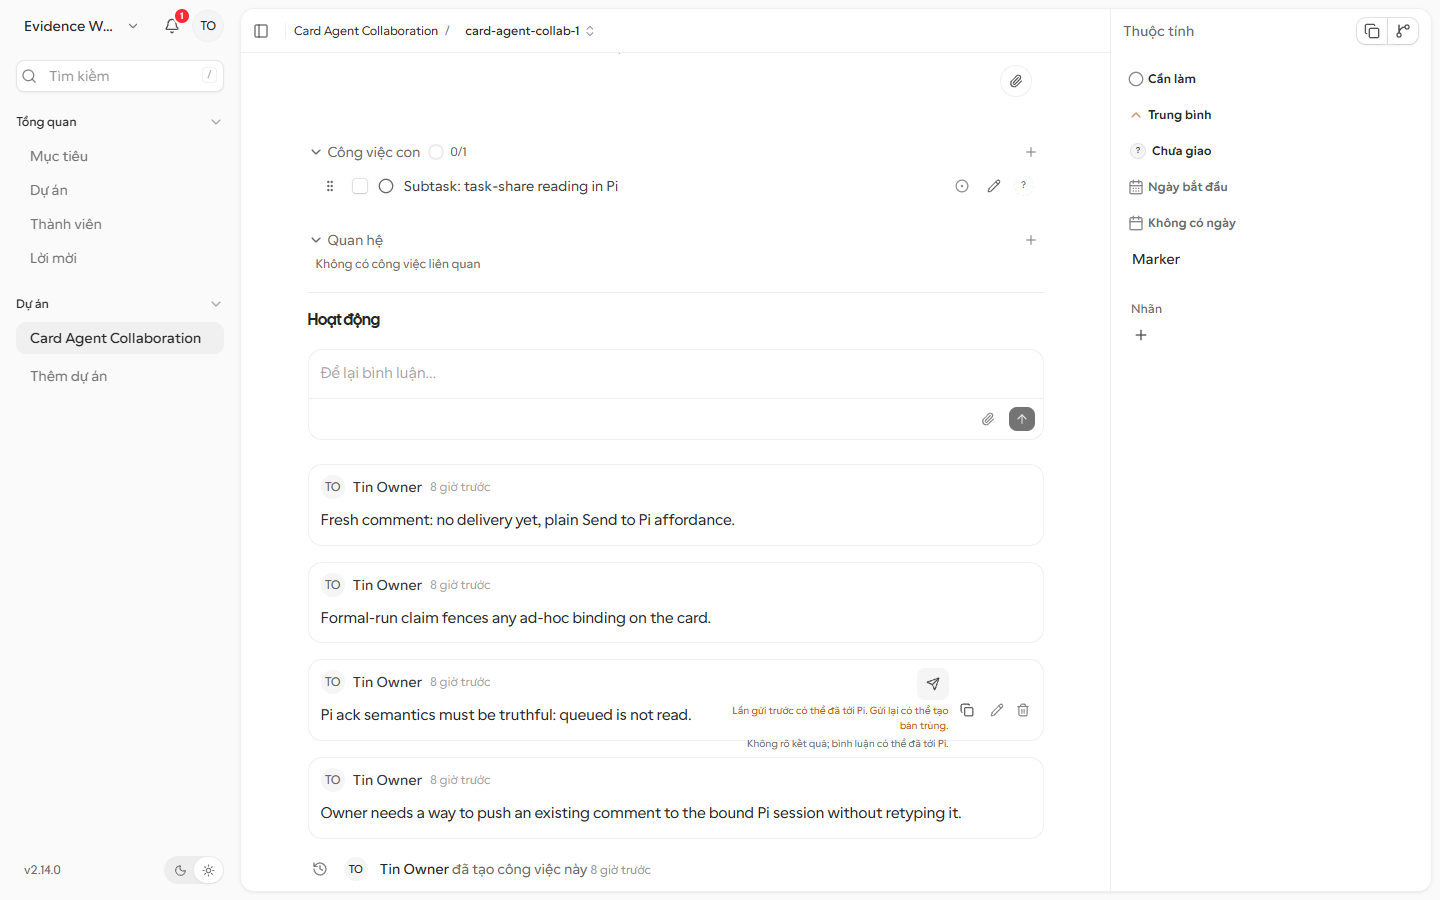 Evidence W...
1
TO
Tìm kiếm
/
Tổng quan
Mục tiêu
Dự án
Thành viên
Lời mời
Dự án
Card Agent Collaboration
Thêm dự án
v2.14.0
Card Agent Collaboration / card-agent-collab-1
Công việc con 0/1
Subtask: task-share reading in Pi
?
Quan hệ
Không có công việc liên quan
Hoạt động
Để lại bình luận...
TO Tin Owner 8 giờ trước
Fresh comment: no delivery yet, plain Send to Pi affordance.
TO Tin Owner 8 giờ trước
Formal-run claim fences any ad-hoc binding on the card.
TO Tin Owner 8 giờ trước
Pi ack semantics must be truthful: queued is not read.
Lần gửi trước có thể đã tới Pi. Gửi lại có thể tạo
bản trùng.
Không rõ kết quả; bình luận có thể đã tới Pi.
TO Tin Owner 8 giờ trước
Owner needs a way to push an existing comment to the bound Pi session without retyping it.
TO Tin Owner đã tạo công việc này 8 giờ trước
Thuộc tính
Cần làm
Trung bình
? Chưa giao
Ngày bắt đầu
Không có ngày
Marker
Nhãn